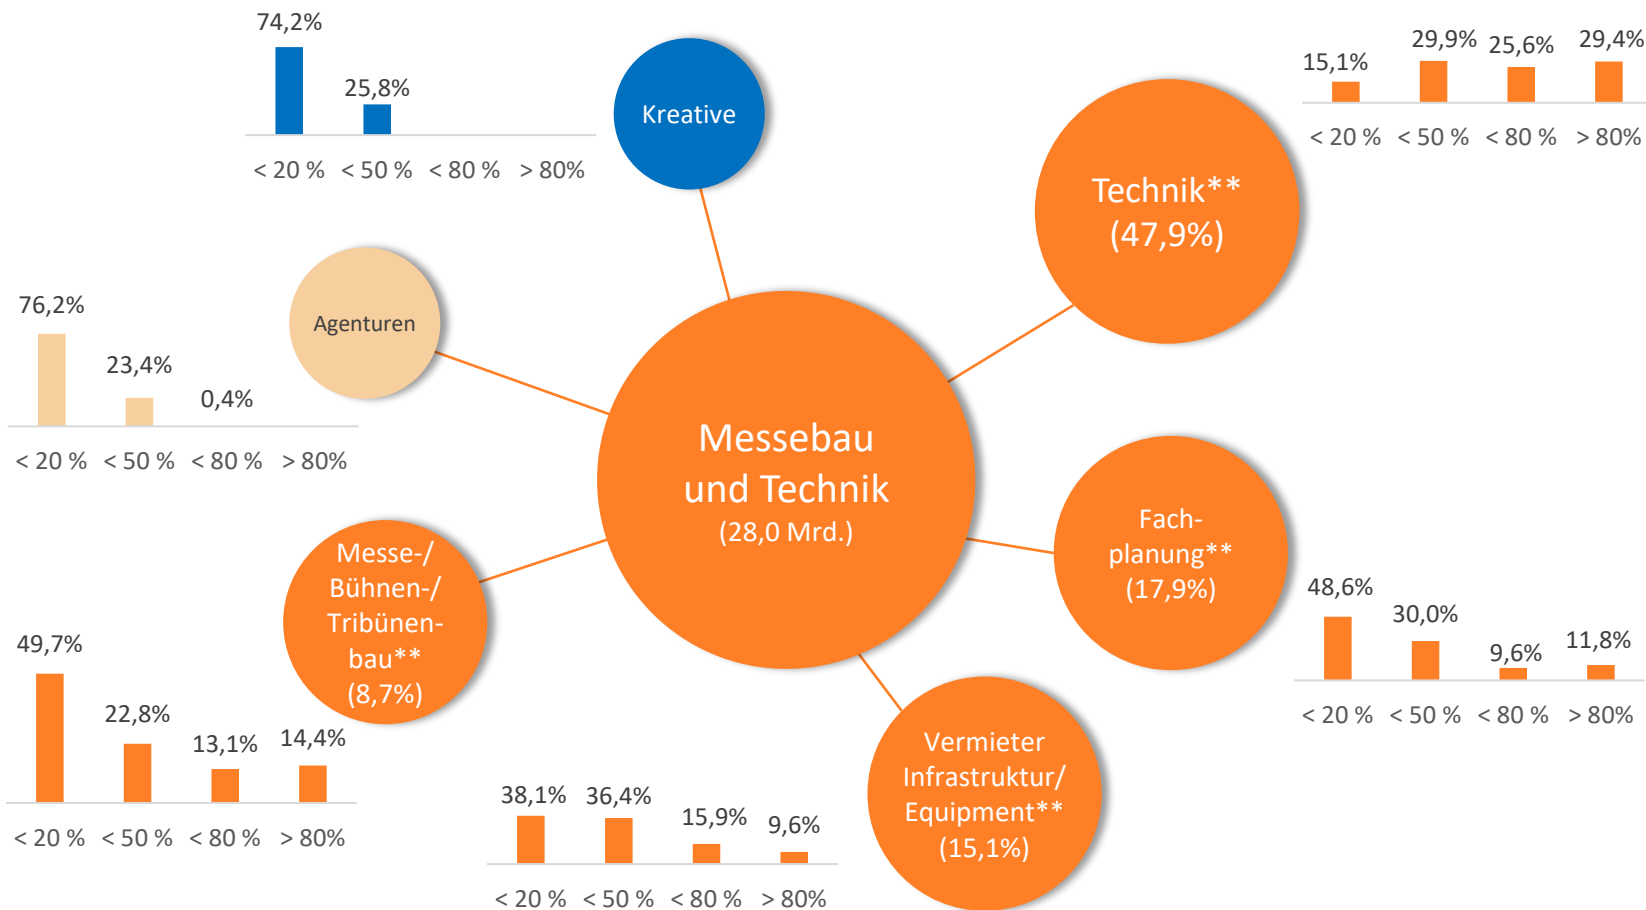 74,2%
25,8%
< 20 % < 50 % < 80 % > 80%
Kreative
15,1% 29,9% 25,6% 29,4%
< 20 % < 50 % < 80 % > 80%
Technik**
(47,9%)
76,2%
23,4%
0,4%
< 20 % < 50 % < 80 % > 80%
Agenturen
Messebau
und Technik
(28,0 Mrd.)
Fach-
planung**
(17,9%)
48,6%
30,0%
9,6% 11,8%
< 20 % < 50 % < 80 % > 80%
Messe-/
Bühnen-/
Tribünen-
bau**
(8,7%)
49,7%
22,8%
13,1% 14,4%
< 20 % < 50 % < 80 % > 80%
Vermieter
Infrastruktur/
Equipment**
(15,1%)
38,1% 36,4%
15,9% 9,6%
< 20 % < 50 % < 80 % > 80%